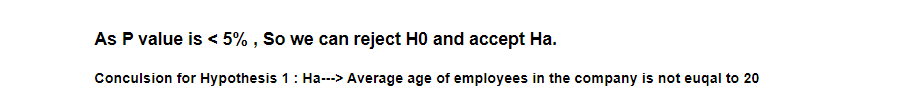 As P value is < 5% , So we can reject H0 and accept Ha.
Conculsion for Hypothesis 1 : Ha---> Average age of employees in the company is not euqal to 20